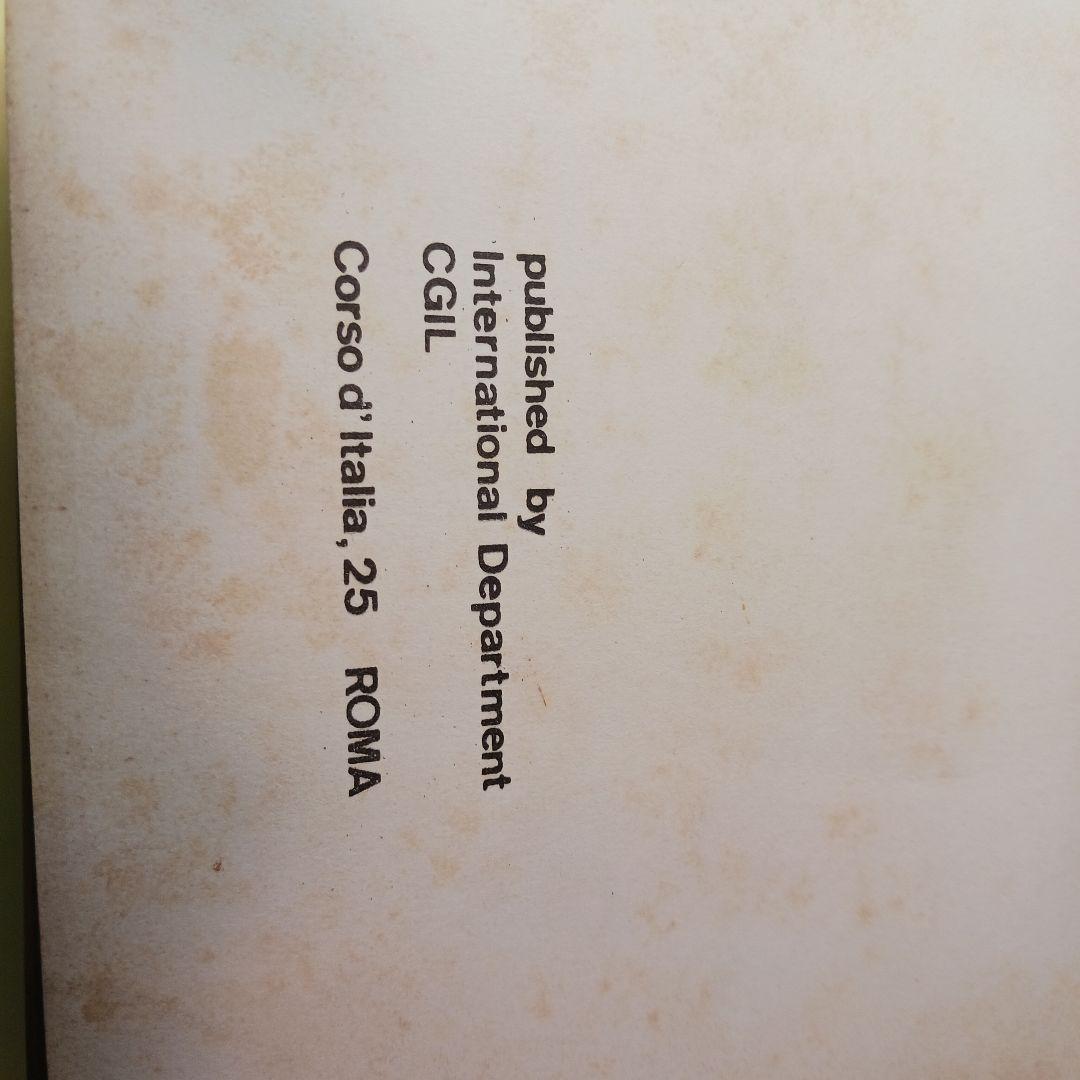 published by
International Department
CGIL
Corso d' Italia, 25 ROMA